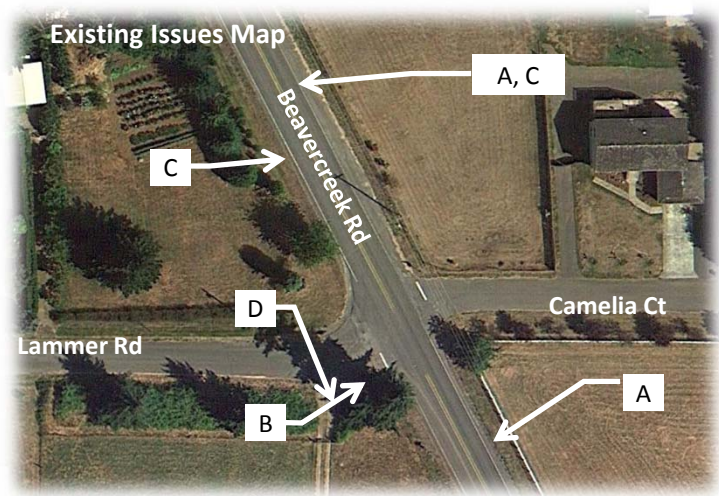 Existing Issues Map
A, C
Beavercreek Rd
C
D
Camelia Ct
Lammer Rd
B
A